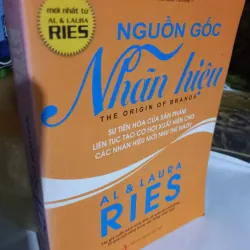 mới nhất từ
AL & LAURA
RIES
NGUỒN GỐC
Nhãn hiệu
THE ORIGIN OF BRANDS
SỰ TIẾN HÓA CỦA SẢN PHẨM
LIÊN TỤC TẠO CƠ HỘI XUẤT HIỆN CHO
CÁC NHÃN HIỆU MỚI NHƯ THẾ NÀO?
AL & LAURA
RIES